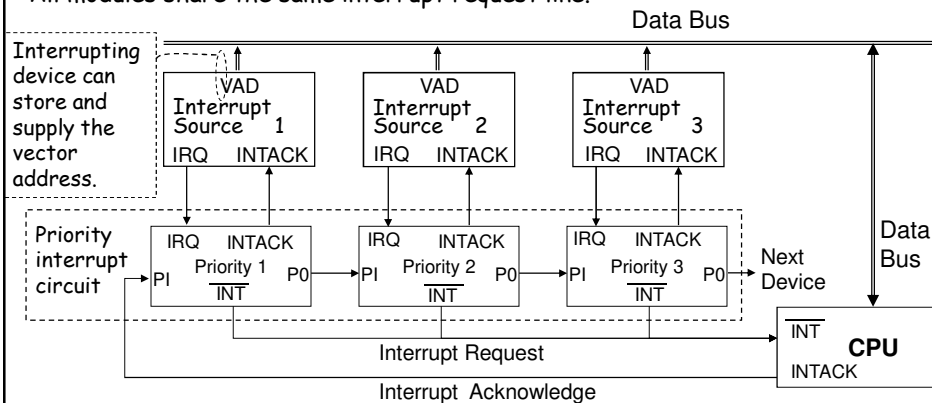 All modules share the same interrupt request line.
Data Bus
Interrupting
device can
store and
supply the
vector
address.
VAD
Interrupt
Source 1
IRQ INTACK
VAD
Interrupt
Source 2
IRQ INTACK
VAD
Interrupt
Source 3
IRQ INTACK
Priority
interrupt
circuit
IRQ INTACK
PI Priority 1 P0
INT
IRQ INTACK
PI Priority 2 P0
INT
IRQ INTACK
PI Priority 3 P0
INT
Next
Device
Data
Bus
Interrupt Request
Interrupt Acknowledge
INT
CPU
INTACK